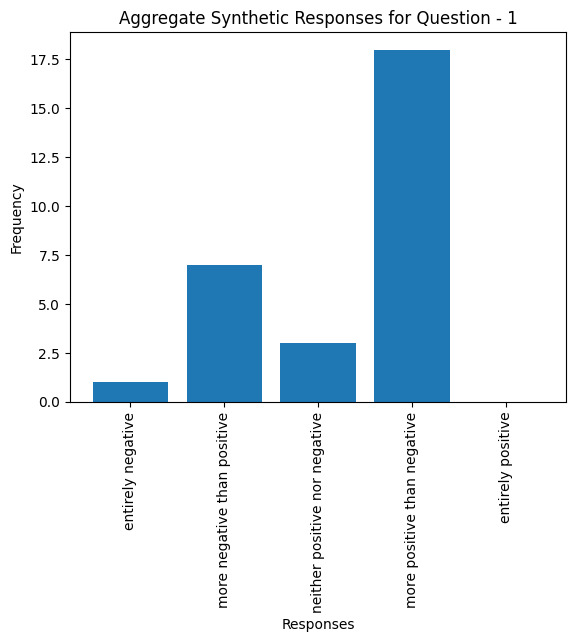 Aggregate Synthetic Responses for Question - 1
Frequency
17.5
15.0
12.5
10.0
7.5
5.0
2.5
0.0
entirely negative
more negative than positive
neither positive nor negative
more positive than negative
entirely positive
Responses